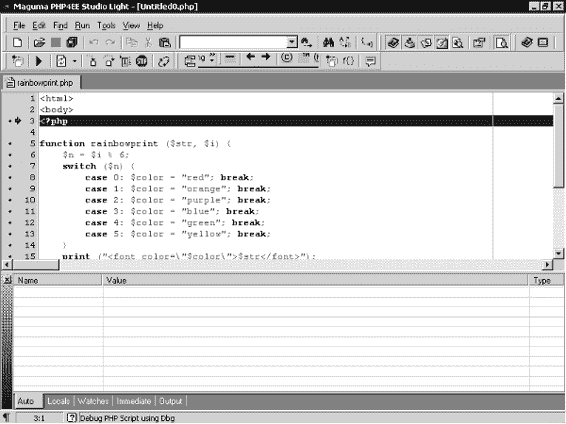 Maguma PHP4EE Studio Light - [Untitled0.php]
File Edit Find Run Tools View Help
rainbowprint.php
1 <html>
2 <body>
3 <?php
4
5 function rainbowprint ($str, $i) {
6 $n = $i % 6;
7 switch ($n) {
8 case 0: $color = "red"; break;
9 case 1: $color = "orange"; break;
10 case 2: $color = "purple"; break;
11 case 3: $color = "blue"; break;
12 case 4: $color = "green"; break;
13 case 5: $color = "yellow"; break;
14 }
15 print ("<font color=\"$color\">$str</font>");
Name Value Type
Auto Locals Watches Immediate Output
3:1 Debug PHP Script using Dbg